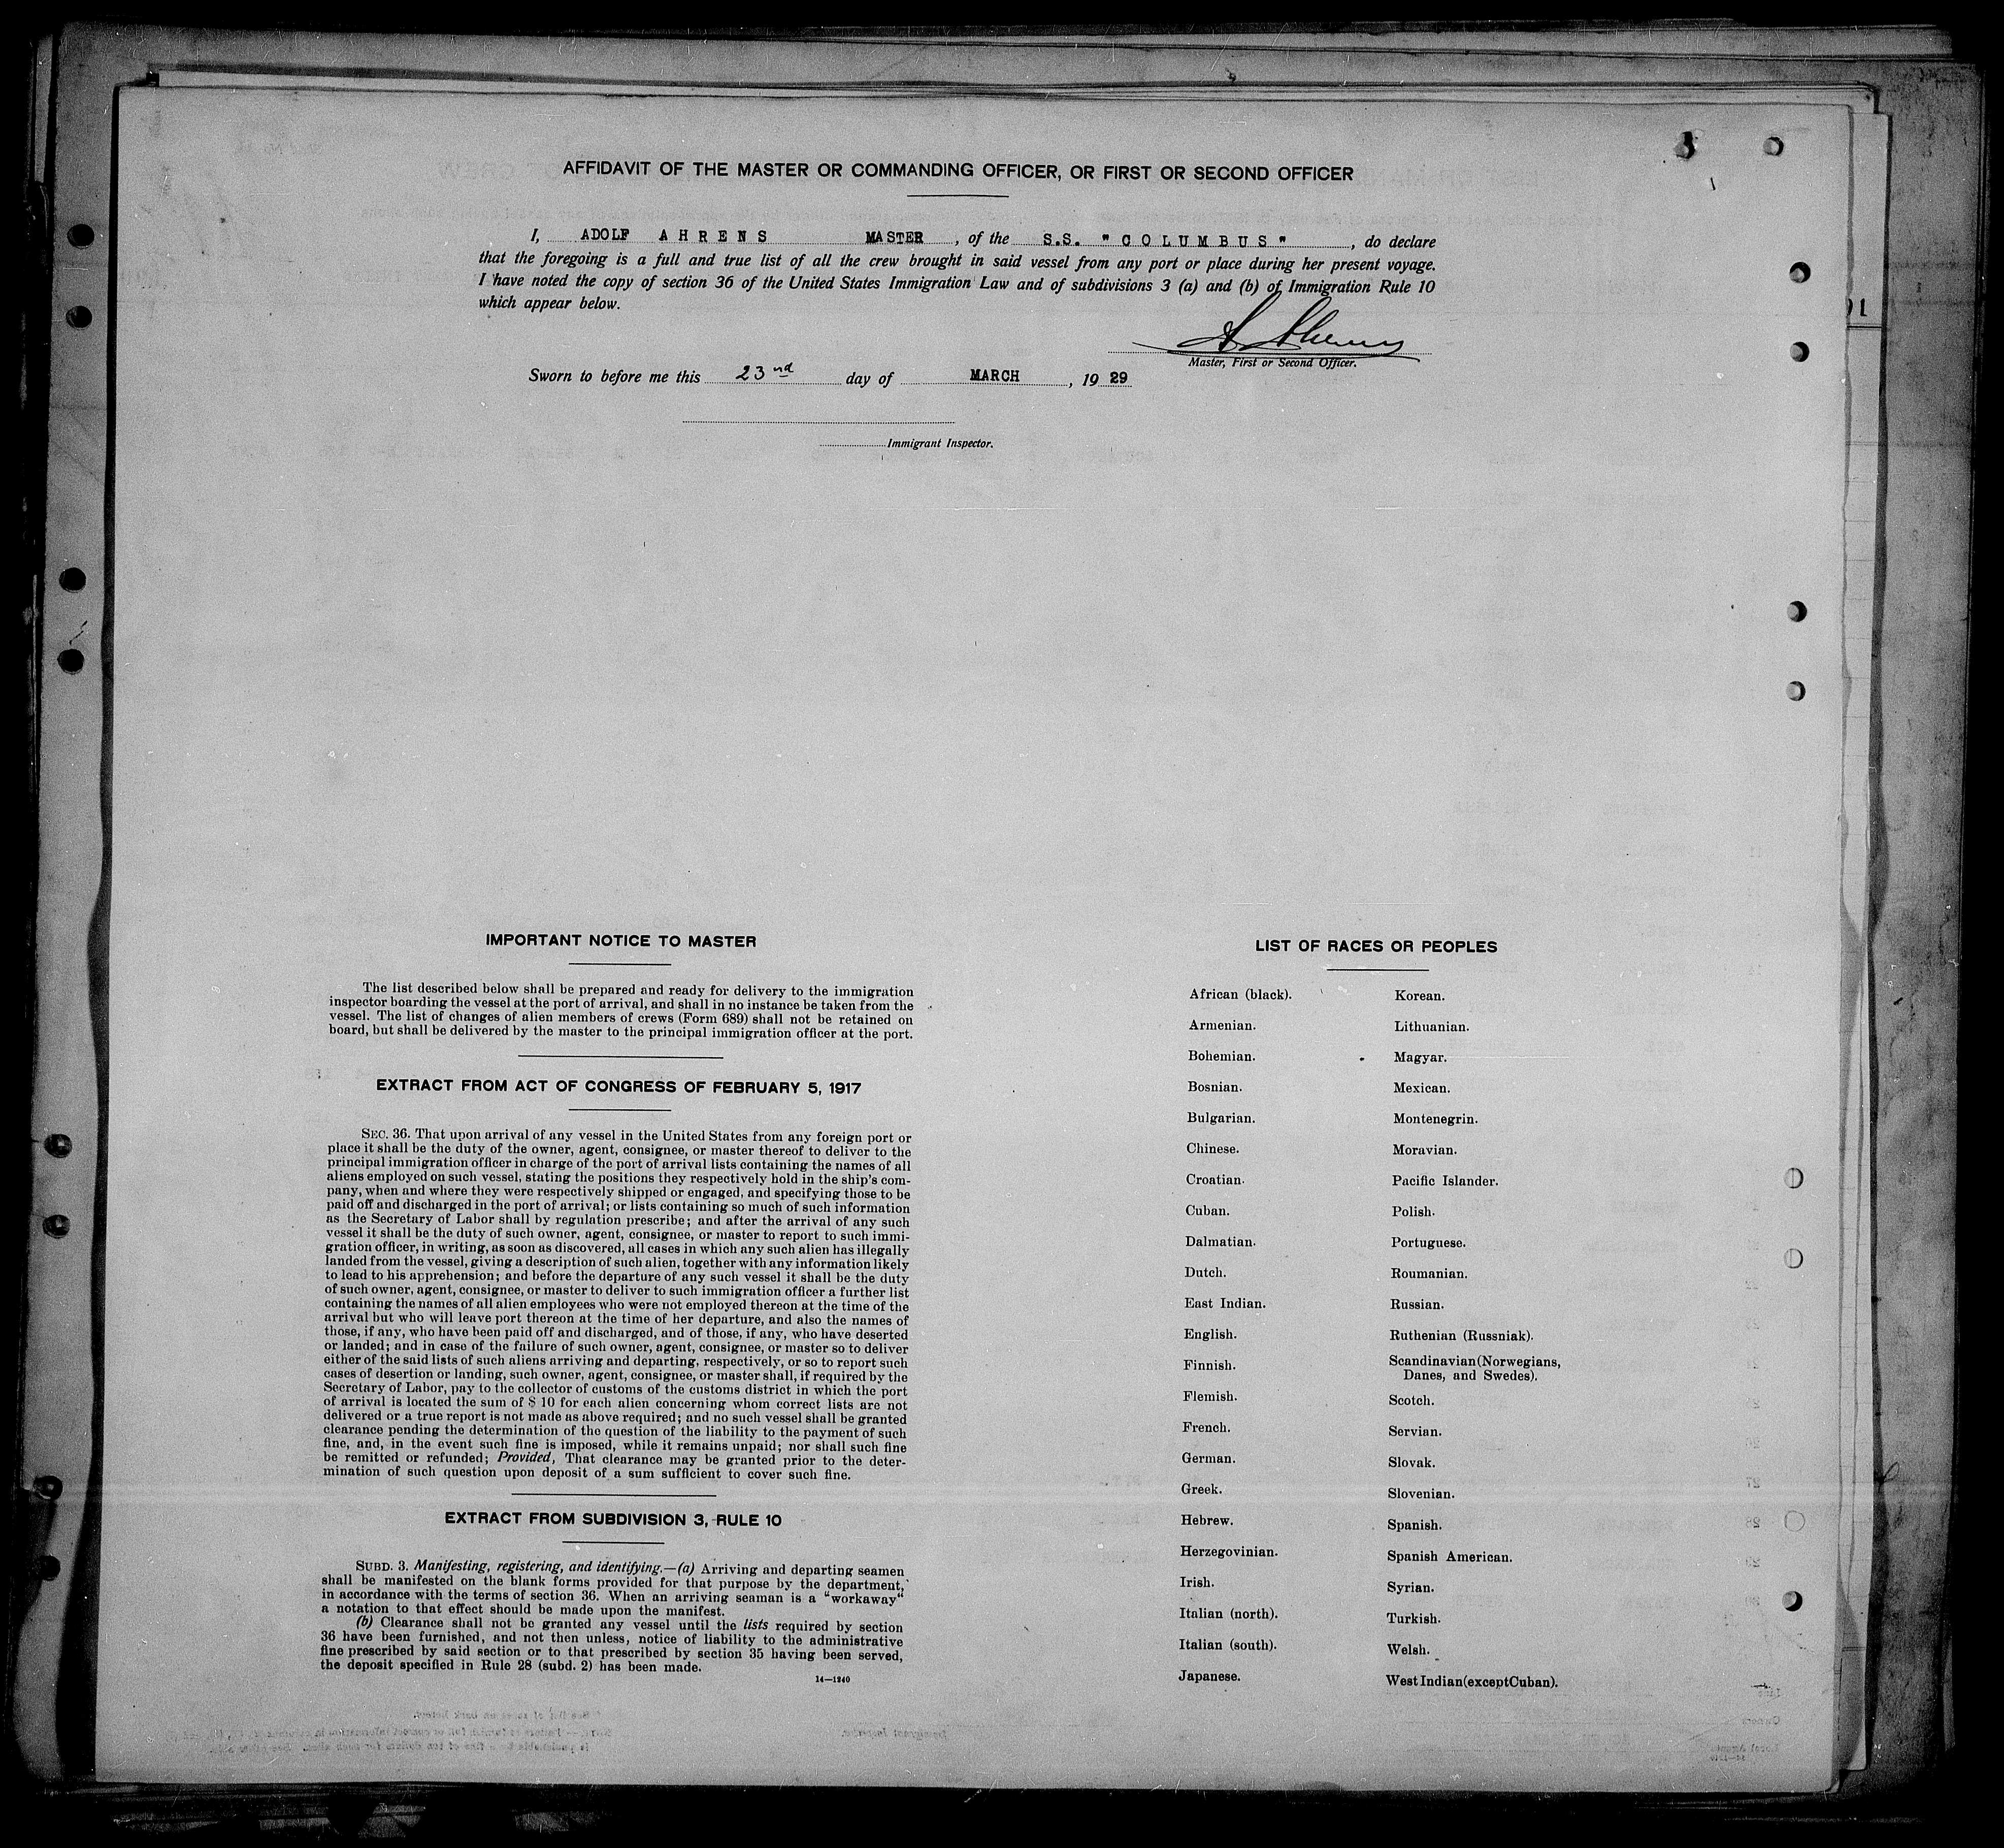 AFFIDAVIT OF THE MASTER OR COMMANDING OFFICER, OR FIRST OR SECOND OFFICER
I, ADOLF AHRENS MASTER, of the S.S. "COLUMBUS", do declare
that the foregoing is a full and true list of all the crew brought in said vessel from any port or place during her present voyage.
I have noted the copy of section 36 of the United States Immigration Law and of subdivisions 3 (a) and (b) of Immigration Rule 10
which appear below.
A. Ahrens
Master, First or Second Officer.
Sworn to before me this 23nd day of MARCH, 1929
Immigrant Inspector.
IMPORTANT NOTICE TO MASTER
The list described below shall be prepared and ready for delivery to the immigration
inspector boarding the vessel at the port of arrival, and shall in no instance be taken from the
vessel. The list of changes of alien members of crews (Form 689) shall not be retained on
board, but shall be delivered by the master to the principal immigration officer at the port.
EXTRACT FROM ACT OF CONGRESS OF FEBRUARY 5, 1917
SEC. 36. That upon arrival of any vessel in the United States from any foreign port or
place it shall be the duty of the owner, agent, consignee, or master thereof to deliver to the
principal immigration officer in charge of the port of arrival lists containing the names of all
aliens employed on such vessel, stating the positions they respectively hold in the ship's com-
pany, when and where they were respectively shipped or engaged, and specifying those to be
paid off and discharged in the port of arrival; or lists containing so much of such information
as the Secretary of Labor shall by regulation prescribe; and after the arrival of any such
vessel it shall be the duty of such owner, agent, consignee, or master to report to such immi-
gration officer, in writing, as soon as discovered, all cases in which any such alien has illegally
landed from the vessel, giving a description of such alien, together with any information likely
to lead to his apprehension; and before the departure of any such vessel it shall be the duty
of such owner, agent, consignee, or master to deliver to such immigration officer a further list
containing the names of all alien employees who were not employed thereon at the time of the
arrival but who will leave port thereon at the time of her departure, and also the names of
those, if any, who have been paid off and discharged, and of those, if any, who have deserted
or landed; and in case of the failure of such owner, agent, consignee, or master so to deliver
either of the said lists of such aliens arriving and departing, respectively, or so to report such
cases of desertion or landing, such owner, agent, consignee, or master shall, if required by the
Secretary of Labor, pay to the collector of customs of the customs district in which the port
of arrival is located the sum of $ 10 for each alien concerning whom correct lists are not
delivered or a true report is not made as above required; and no such vessel shall be granted
clearance pending the determination of the question of the liability to the payment of such
fine, and, in the event such fine is imposed, while it remains unpaid; nor shall such fine
be remitted or refunded; Provided, That clearance may be granted prior to the deter-
mination of such question upon deposit of a sum sufficient to cover such fine.
EXTRACT FROM SUBDIVISION 3, RULE 10
SUBD. 3. Manifesting, registering, and identifying.—(a) Arriving and departing seamen
shall be manifested on the blank forms provided for that purpose by the department,
in accordance with the terms of section 36. When an arriving seaman is a "workaway"
a notation to that effect should be made upon the manifest.
(b) Clearance shall not be granted any vessel until the lists required by section
36 have been furnished, and not then unless, notice of liability to the administrative
fine prescribed by said section or to that prescribed by section 35 having been served,
the deposit specified in Rule 28 (subd. 2) has been made.
14—1240
LIST OF RACES OR PEOPLES
African (black).
Armenian.
Bohemian.
Bosnian.
Bulgarian.
Chinese.
Croatian.
Cuban.
Dalmatian.
Dutch.
East Indian.
English.
Finnish.
Flemish.
French.
German.
Greek.
Hebrew.
Herzegovinian.
Irish.
Italian (north).
Italian (south).
Japanese.
Korean.
Lithuanian.
Magyar.
Mexican.
Montenegrin.
Moravian.
Pacific Islander.
Polish.
Portuguese.
Roumanian.
Russian.
Ruthenian (Russniak).
Scandinavian(Norwegians,
Danes, and Swedes).
Scotch.
Servian.
Slovak.
Slovenian.
Spanish.
Spanish American.
Syrian.
Turkish.
Welsh.
West Indian(exceptCuban).